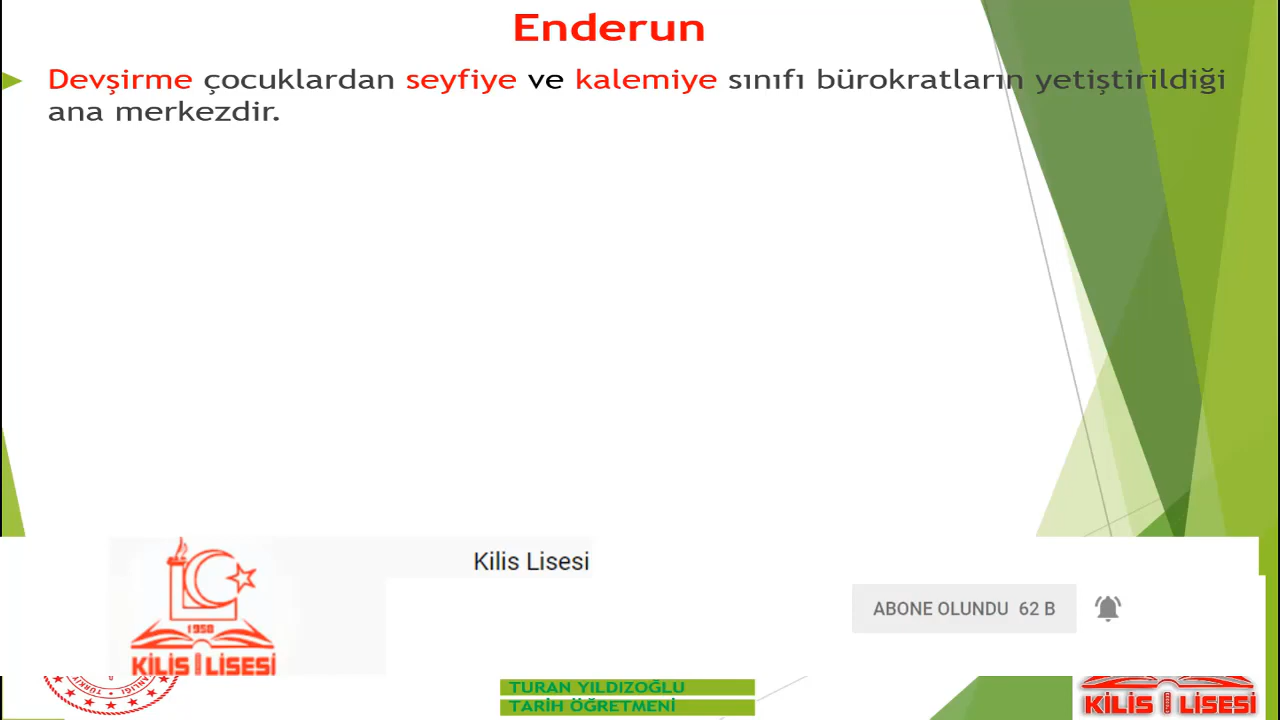 Enderun
Devşirme çocuklardan seyfiye ve kalemiye sınıfı bürokratların yetiştirildiği
ana merkezdir.
Kilis Lisesi
ABONE OLUNDU 62 B
1950
KİLİS LİSESİ
TURAN YILDIZOĞLU
TARİH ÖĞRETMENİ
KİLİS LİSESİ